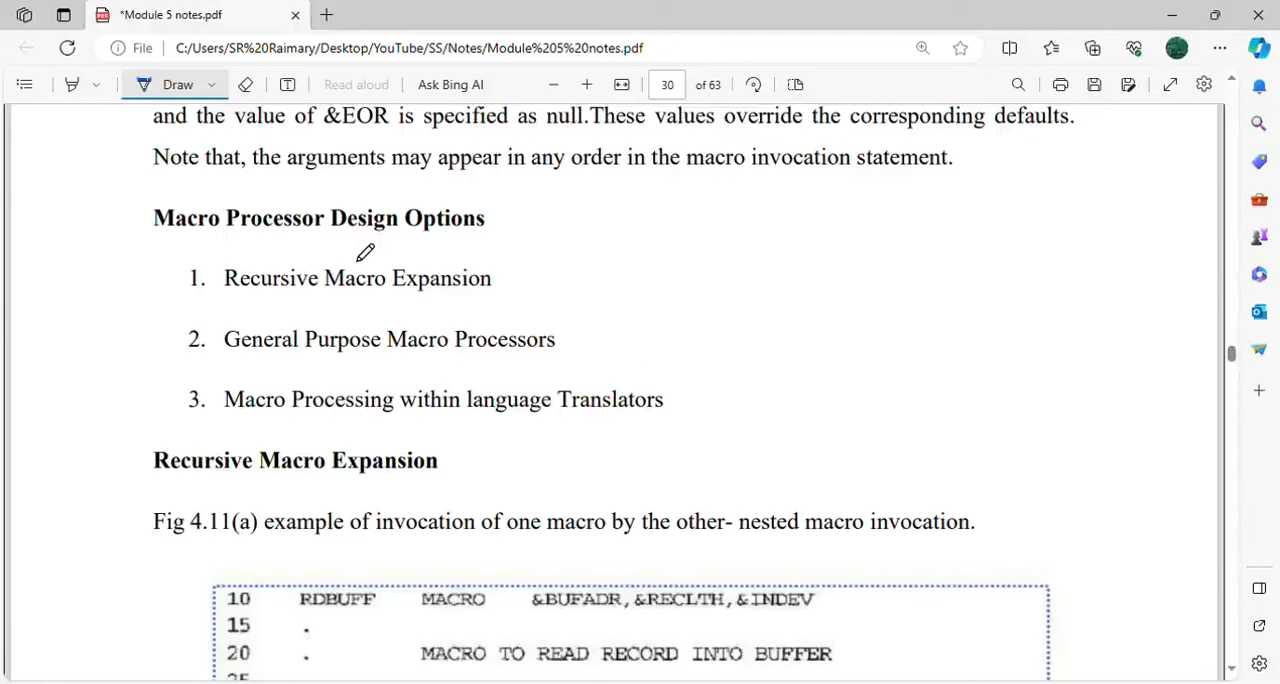 *Module 5 notes.pdf
File
C:/Users/SR%20Raimary/Desktop/YouTube/SS/Notes/Module%205%20notes.pdf
Draw
Read aloud
Ask Bing AI
30 of 63
and the value of &EOR is specified as null.These values override the corresponding defaults.
Note that, the arguments may appear in any order in the macro invocation statement.
Macro Processor Design Options
1. Recursive Macro Expansion
2. General Purpose Macro Processors
3. Macro Processing within language Translators
Recursive Macro Expansion
Fig 4.11(a) example of invocation of one macro by the other- nested macro invocation.
10 RDBUFF MACRO &BUFADR,&RECLTH,&INDEV
15 .
20 . MACRO TO READ RECORD INTO BUFFER